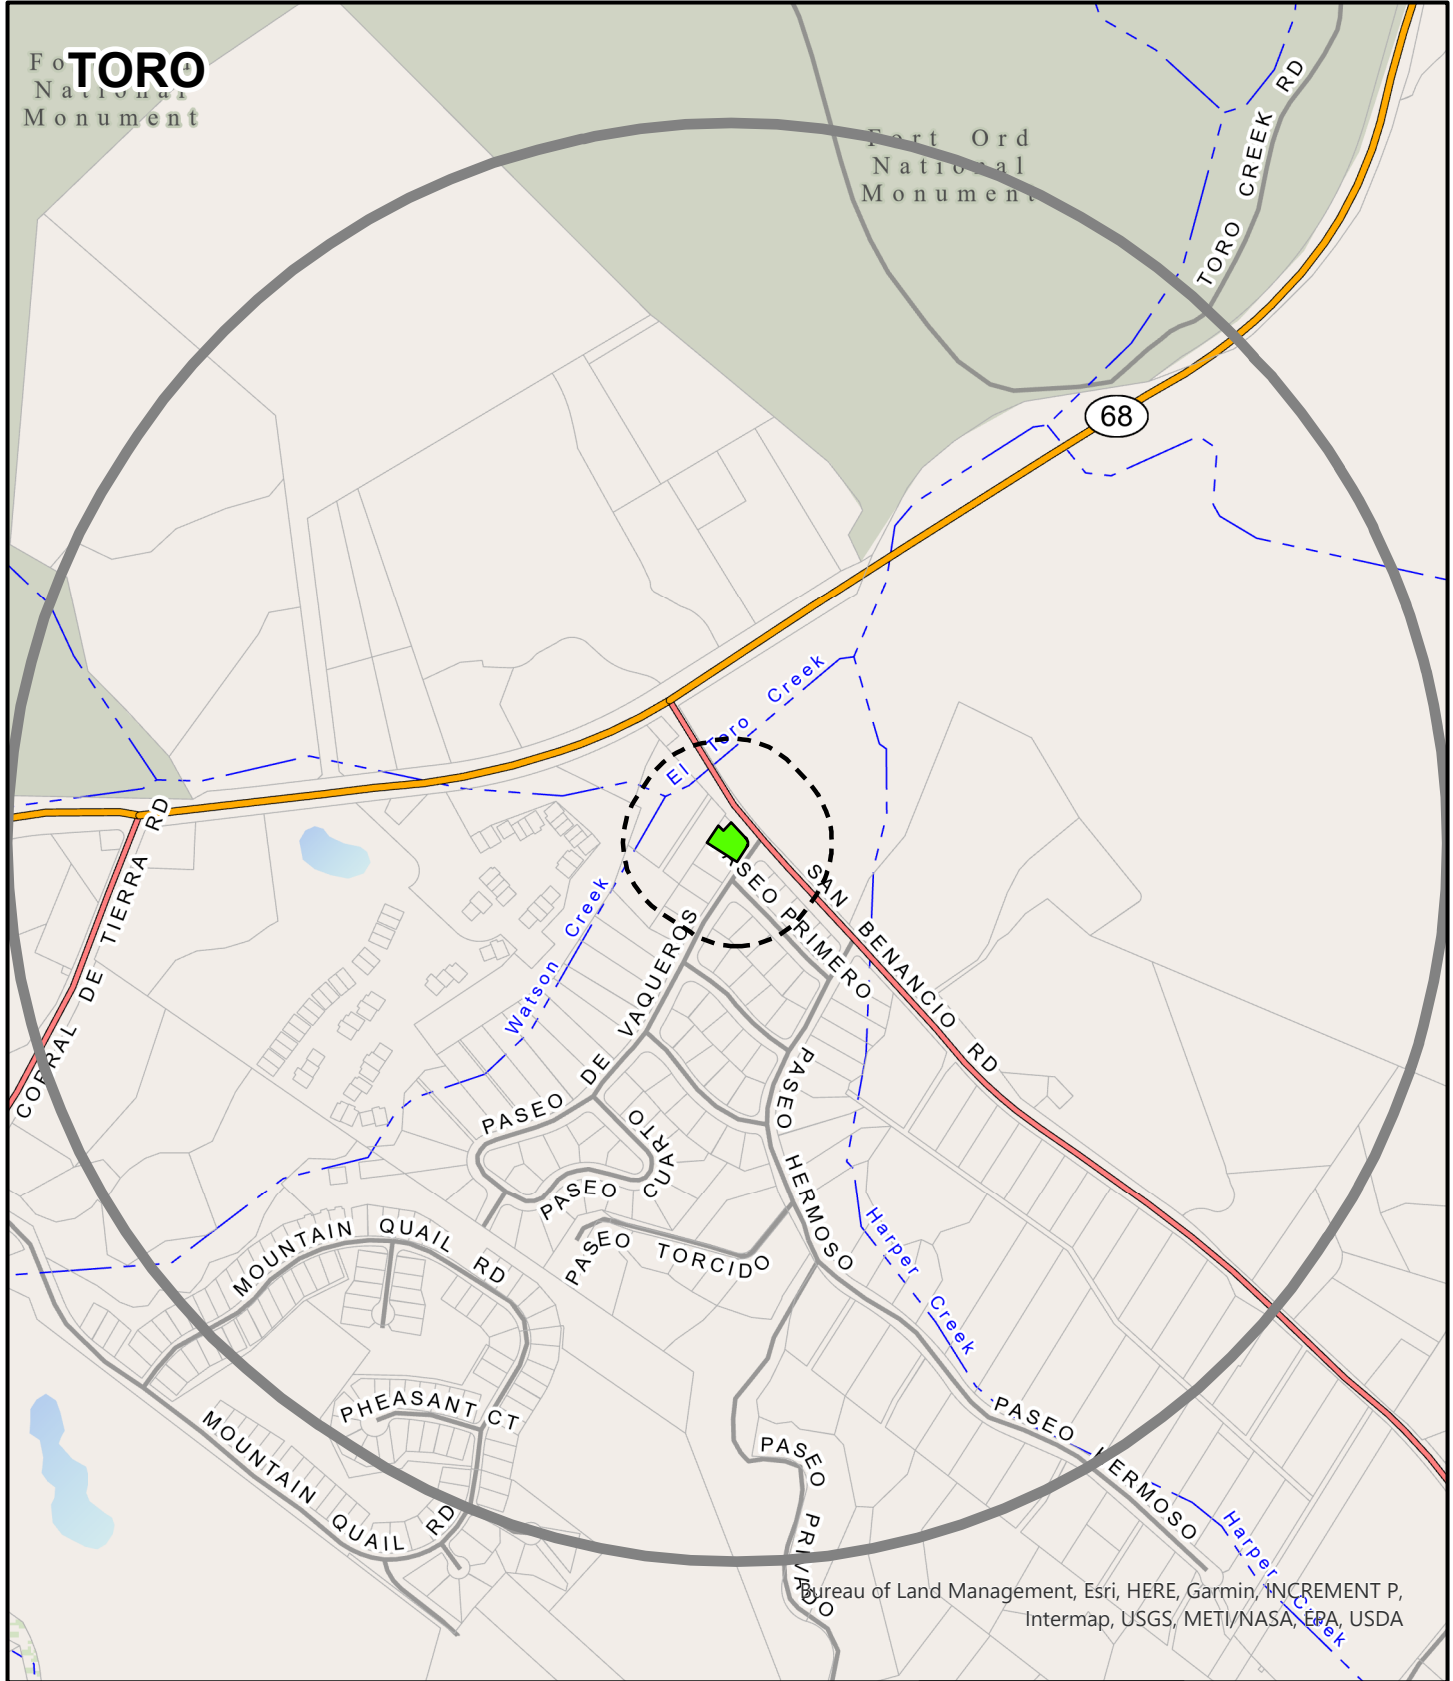 TORO
National
Monument
Fort Ord
National
Monument
TORO CREEK RD
TORO CREEK RD
68
El Toro Creek
CORRAL DE TIERRA RD
Watson Creek
SAN BENANCIO RD
PASEO PRIMERO
PASEO DE VAQUEROS
PASEO CUARTO
PASEO HERMOSO
PASEO TORCIDO
Harper Creek
MOUNTAIN QUAIL RD
PHEASANT CT
MOUNTAIN QUAIL RD
PASEO HERMOSO
PASEO PRIVADO
Harper Creek
Bureau of Land Management, Esri, HERE, Garmin, INCREMENT P,
Intermap, USGS, METI/NASA, EPA, USDA